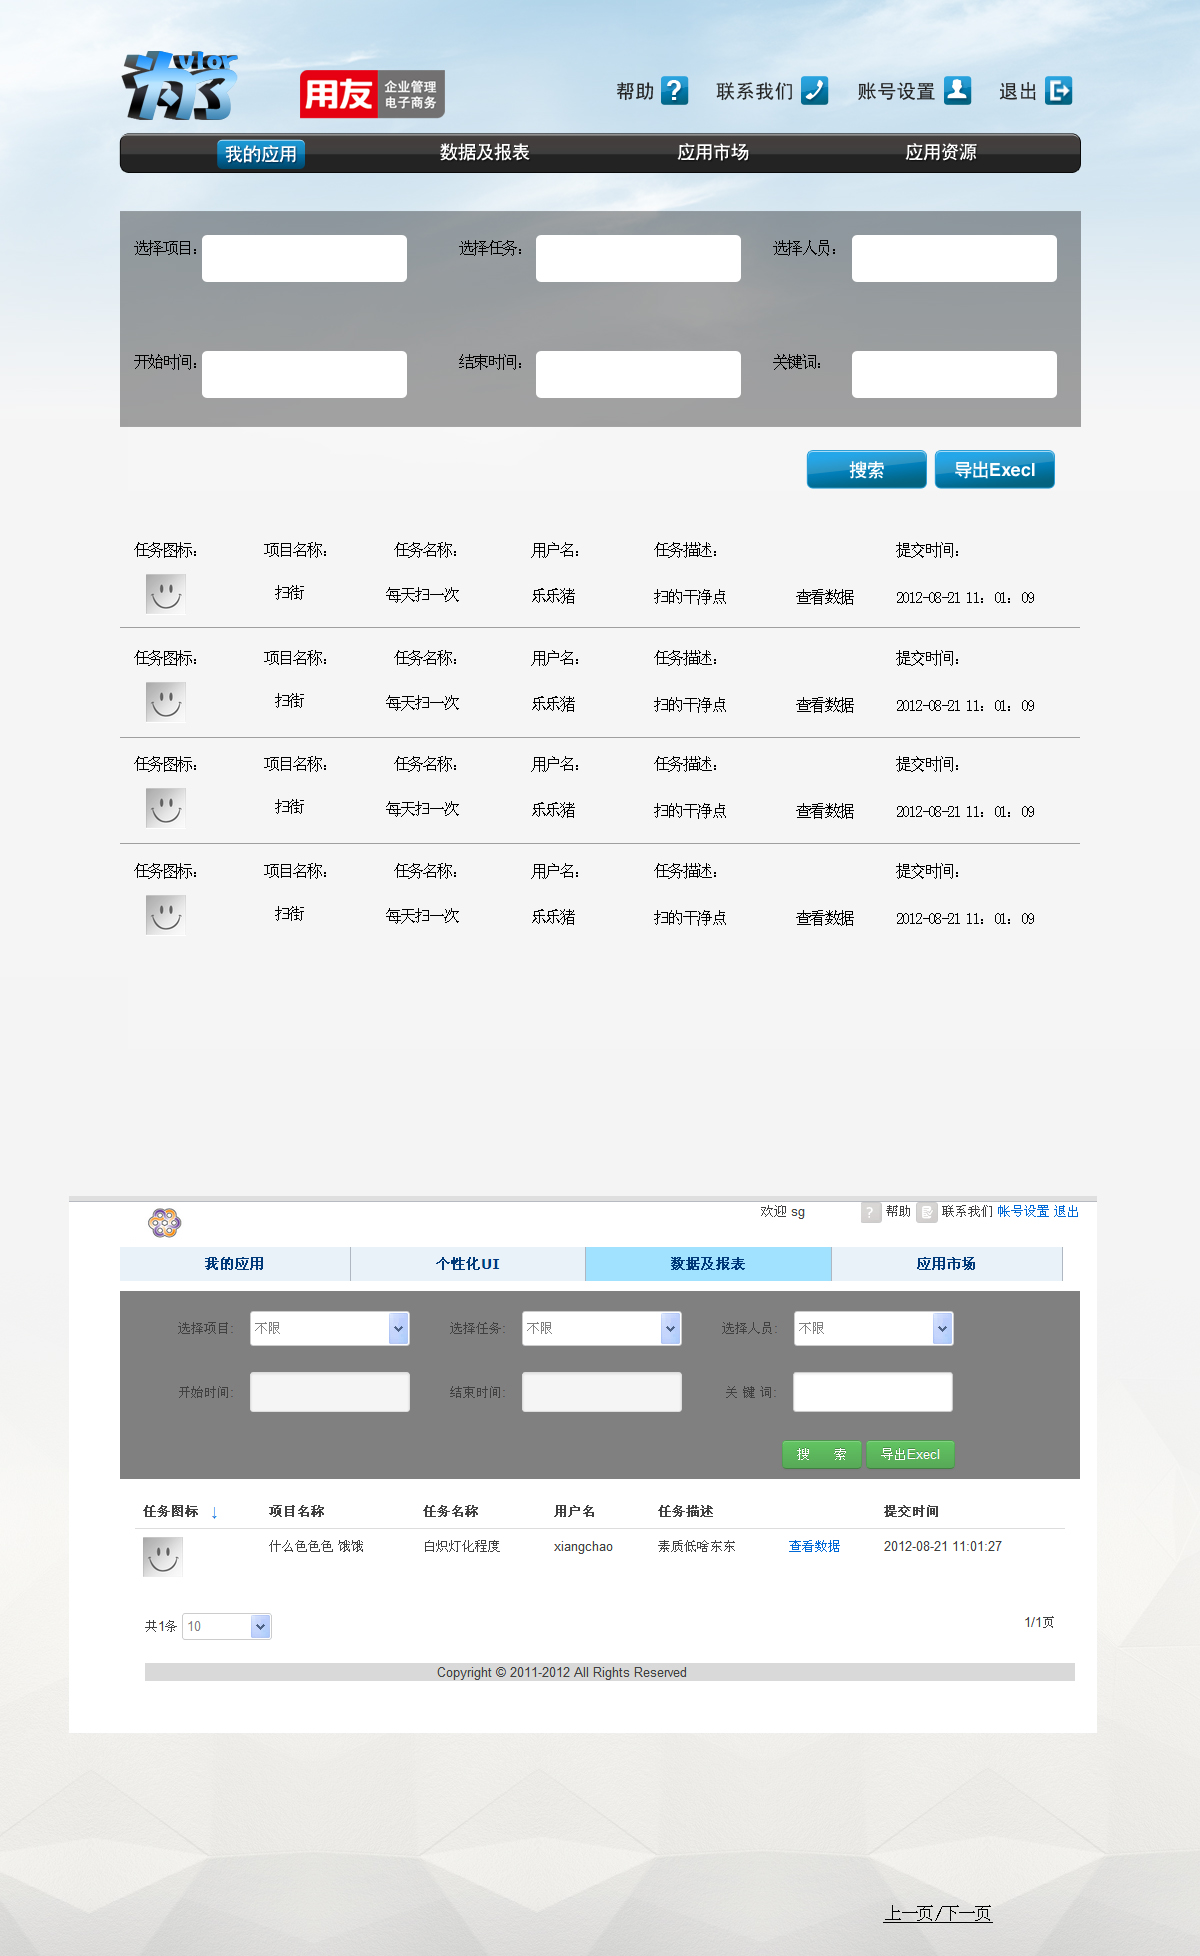 vlor
用友 企业管理
电子商务
帮助 ? 联系我们 账号设置 退出
我的应用 数据及报表 应用市场 应用资源
选择项目： 选择任务： 选择人员：
开始时间： 结束时间： 关键词：
搜索 导出Execl
任务图标： 项目名称： 任务名称： 用户名： 任务描述： 提交时间：
扫街 每天扫一次 乐乐猪 扫的干净点 查看数据 2012-08-21 11：01：09
任务图标： 项目名称： 任务名称： 用户名： 任务描述： 提交时间：
扫街 每天扫一次 乐乐猪 扫的干净点 查看数据 2012-08-21 11：01：09
任务图标： 项目名称： 任务名称： 用户名： 任务描述： 提交时间：
扫街 每天扫一次 乐乐猪 扫的干净点 查看数据 2012-08-21 11：01：09
任务图标： 项目名称： 任务名称： 用户名： 任务描述： 提交时间：
扫街 每天扫一次 乐乐猪 扫的干净点 查看数据 2012-08-21 11：01：09
欢迎 sg ? 帮助 联系我们 帐号设置 退出
我的应用 个性化UI 数据及报表 应用市场
选择项目: 不限 选择任务: 不限 选择人员: 不限
开始时间: 结束时间: 关 键 词:
搜 索 导出Execl
任务图标 ↓ 项目名称 任务名称 用户名 任务描述 提交时间
什么色色色 饿饿 白炽灯化程度 xiangchao 素质低啥东东 查看数据 2012-08-21 11:01:27
共1条 10 1/1页
Copyright © 2011-2012 All Rights Reserved
上一页/下一页